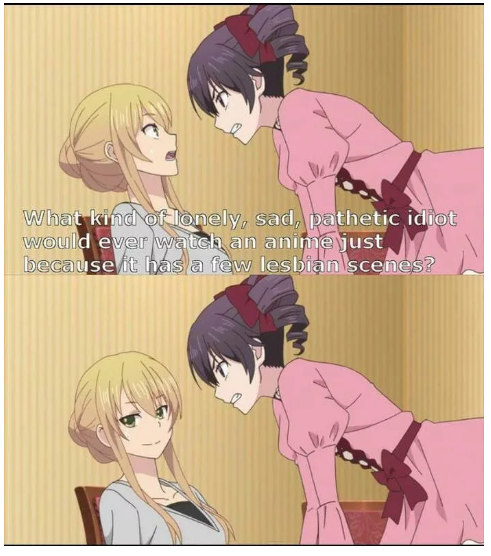 What kind of lonely, sad, pathetic idiot
would ever watch an anime just
because it has a few lesbian scenes?